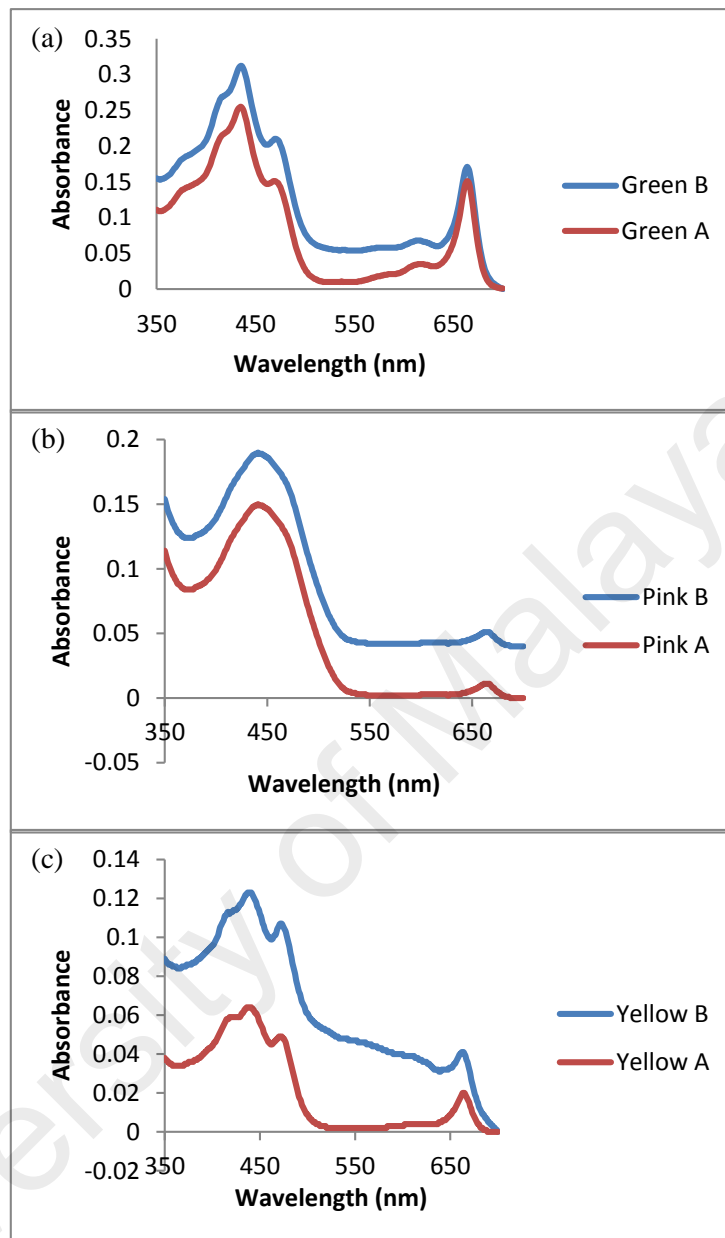 (a)
0.35
0.3
0.25
0.2
0.15
0.1
0.05
0
Absorbance
350 450 550 650
Wavelength (nm)
Green B
Green A
(b)
0.2
0.15
0.1
0.05
0
-0.05
Absorbance
350 450 550 650
Wavelength (nm)
Pink B
Pink A
(c)
0.14
0.12
0.1
0.08
0.06
0.04
0.02
0
-0.02
Absorbance
350 450 550 650
Wavelength (nm)
Yellow B
Yellow A
ersity of Malaya